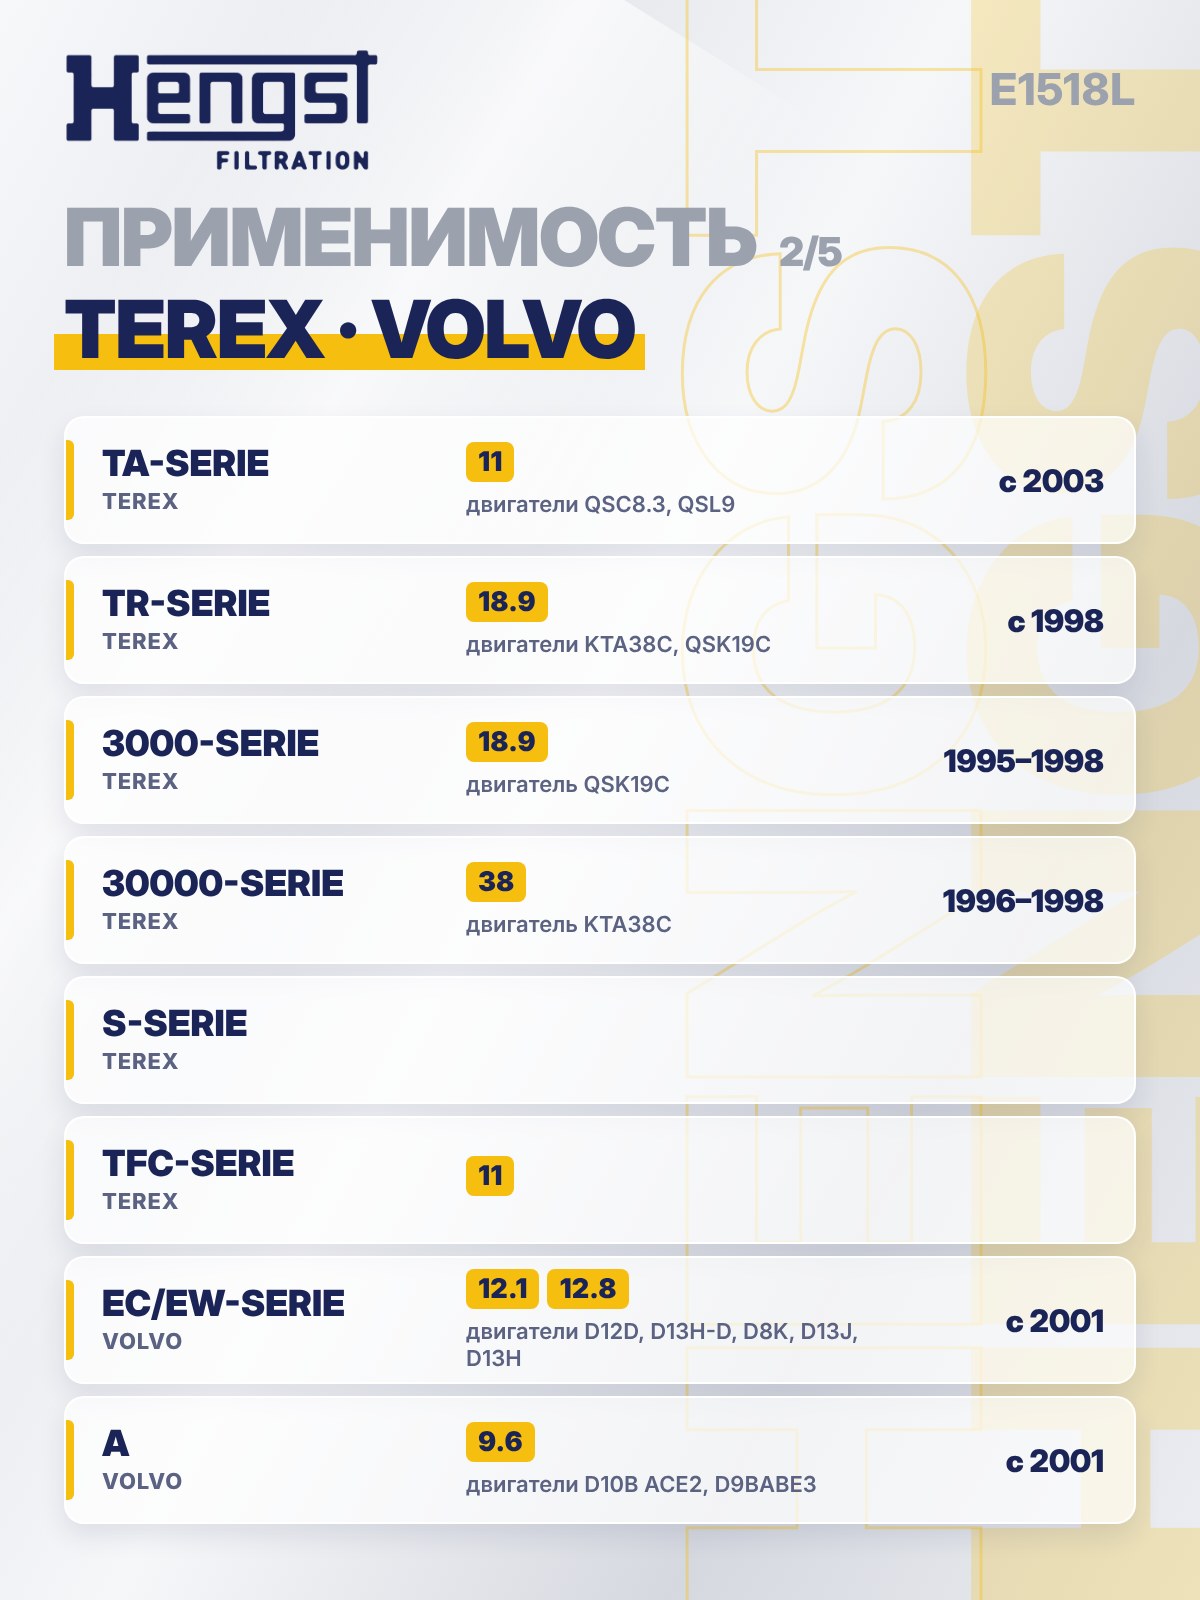 Hengst
FILTRATION
E1518L
ПРИМЕНИМОСТЬ 2/5
TEREX · VOLVO
TA-SERIE
TEREX
11
двигатели QSC8.3, QSL9
с 2003
TR-SERIE
TEREX
18.9
двигатели KTA38C, QSK19C
с 1998
3000-SERIE
TEREX
18.9
двигатель QSK19C
1995–1998
30000-SERIE
TEREX
38
двигатель KTA38C
1996–1998
S-SERIE
TEREX
TFC-SERIE
TEREX
11
EC/EW-SERIE
VOLVO
12.1 12.8
двигатели D12D, D13H-D, D8K, D13J,
D13H
с 2001
A
VOLVO
9.6
двигатели D10B ACE2, D9BABE3
с 2001
HENGST
HENGST